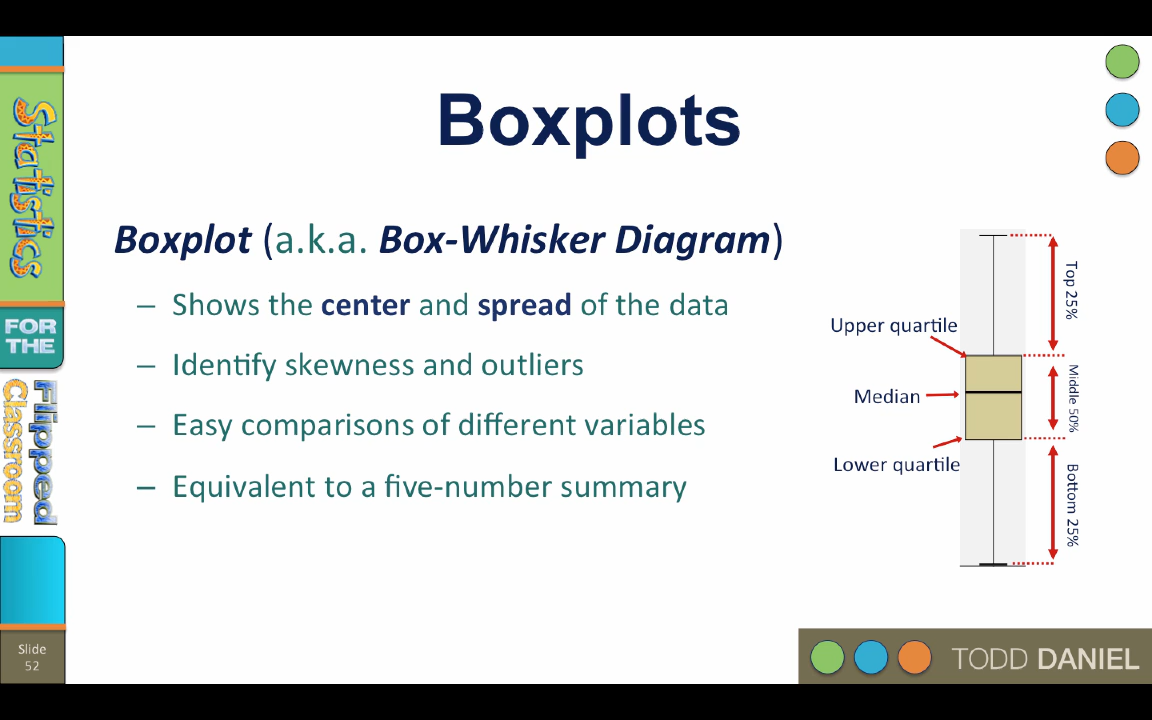 Boxplots
Boxplot (a.k.a. Box-Whisker Diagram)
– Shows the center and spread of the data
– Identify skewness and outliers
– Easy comparisons of different variables
– Equivalent to a five-number summary
Upper quartile
Median
Lower quartile
Top 25%
Middle 50%
Bottom 25%
Statistics
FOR
THE
Flipped
Classroom
Slide
52
TODD DANIEL